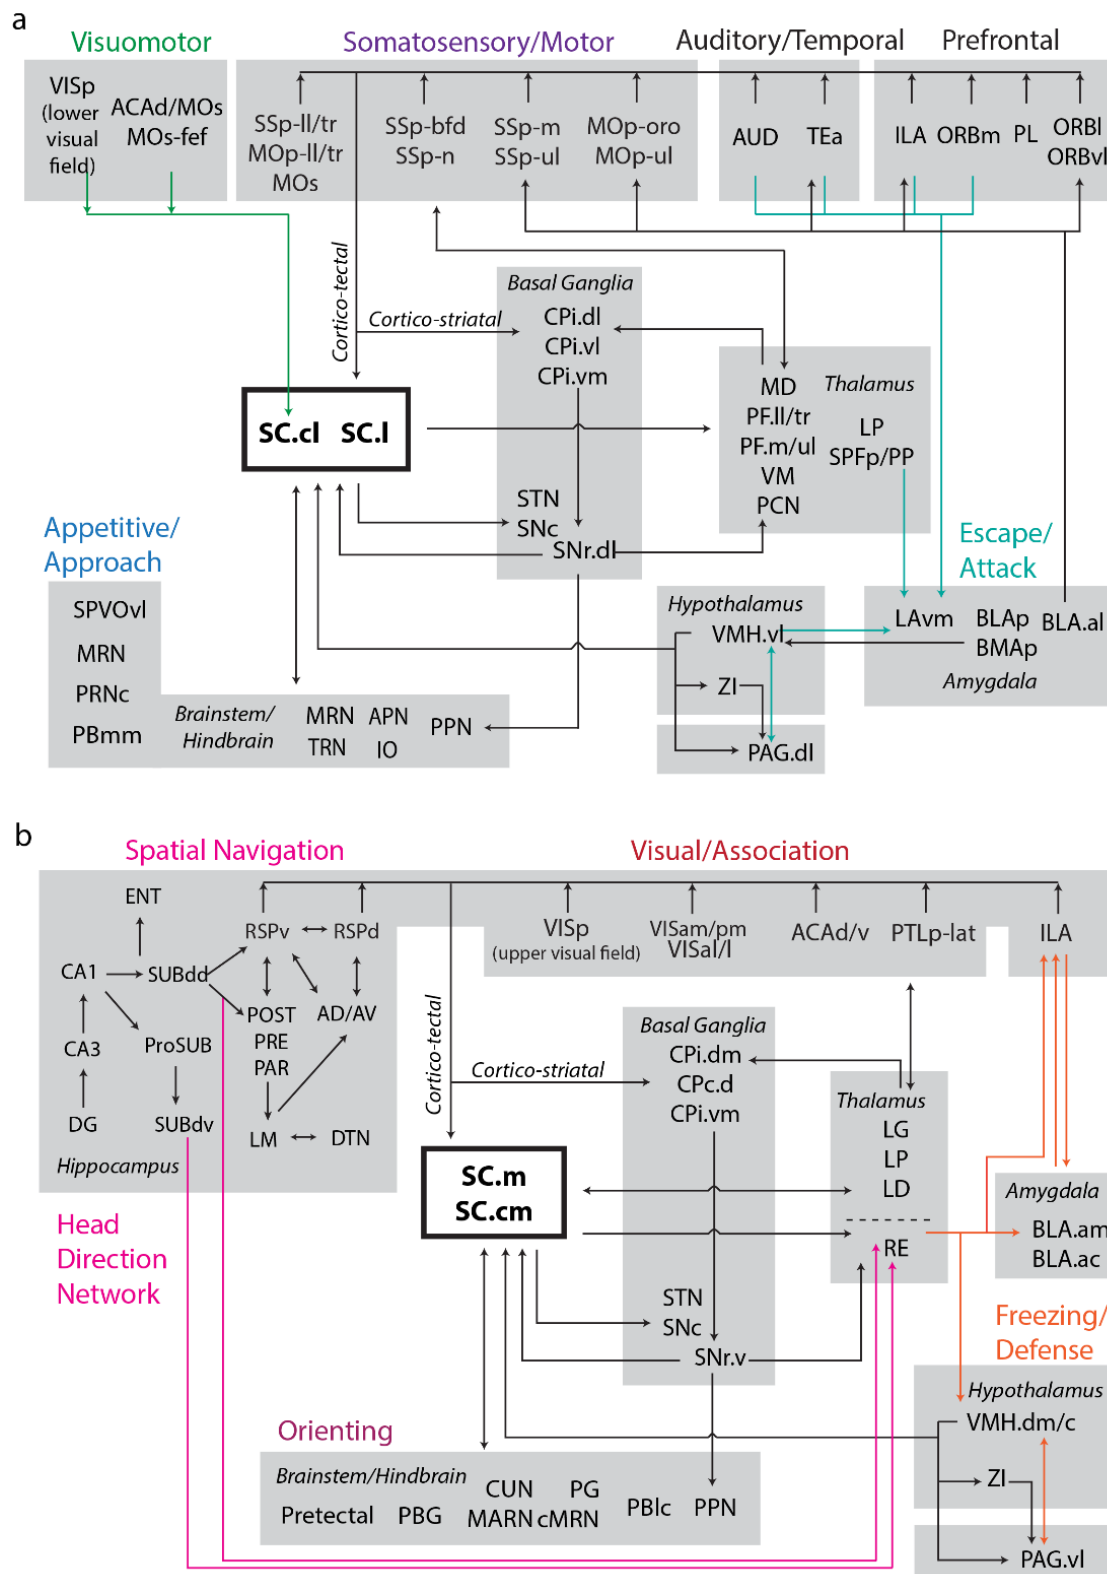 a
Visuomotor
Somatosensory/Motor
Auditory/Temporal
Prefrontal
VISp
(lower
visual
field)
ACAd/MOs
MOs-fef
SSp-ll/tr
MOp-ll/tr
MOs
SSp-bfd
SSp-n
SSp-m
SSp-ul
MOp-oro
MOp-ul
AUD
TEa
ILA
ORBm
PL
ORBl
ORBvl
Cortico-tectal
Cortico-striatal
Basal Ganglia
CPi.dl
CPi.vl
CPi.vm
STN
SNc
SNr.dl
SC.cl
SC.l
MD
PF.ll/tr
PF.m/ul
VM
PCN
Thalamus
LP
SPFp/PP
Appetitive/
Approach
SPVOvl
MRN
PRNc
PBmm
Brainstem/
Hindbrain
MRN
TRN
APN
IO
PPN
Escape/
Attack
Hypothalamus
VMH.vl
ZI
PAG.dl
LAvm
BLAp
BMAp
BLA.al
Amygdala
b
Spatial Navigation
Visual/Association
ENT
CA1
SUBdd
CA3
ProSUB
DG
SUBdv
Hippocampus
RSPv
RSPd
POST
PRE
PAR
AD/AV
LM
DTN
VISp
(upper visual field)
VISam/pm
VISal/l
ACAd/v
PTLp-lat
ILA
Cortico-tectal
Cortico-striatal
Basal Ganglia
CPi.dm
CPc.d
CPi.vm
STN
SNc
SNr.v
SC.m
SC.cm
Thalamus
LG
LP
LD
RE
Amygdala
BLA.am
BLA.ac
Head
Direction
Network
Freezing/
Defense
Hypothalamus
VMH.dm/c
ZI
PAG.vl
Orienting
Brainstem/Hindbrain
Pretectal
PBG
CUN
MARN
PG
cMRN
PBlc
PPN